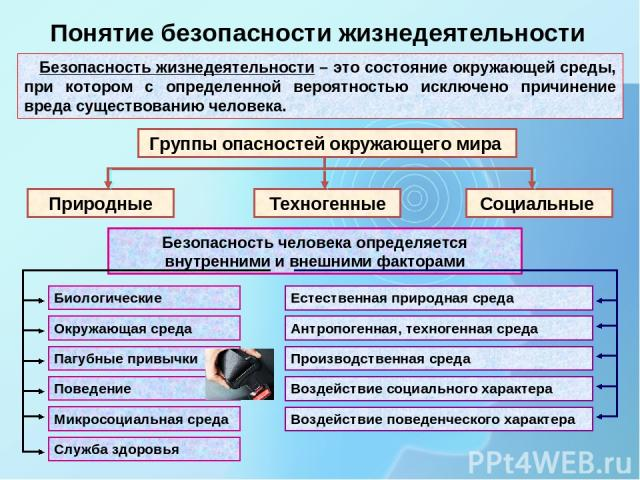 Понятие безопасности жизнедеятельности
Безопасность жизнедеятельности – это состояние окружающей среды,
при котором с определенной вероятностью исключено причинение
вреда существованию человека.
Группы опасностей окружающего мира
Природные
Техногенные
Социальные
Безопасность человека определяется
внутренними и внешними факторами
Биологические
Окружающая среда
Пагубные привычки
Поведение
Микросоциальная среда
Служба здоровья
Естественная природная среда
Антропогенная, техногенная среда
Производственная среда
Воздействие социального характера
Воздействие поведенческого характера
PPt4WEB.ru